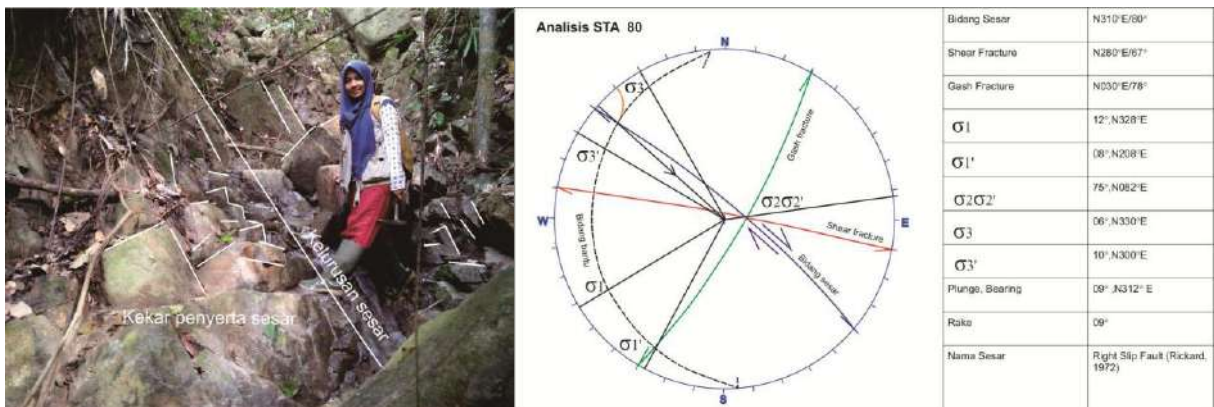 Kelurusan sesar
Kekar penyerta sesar
Analisis STA 80
N
σ3
Gash fracture
σ3'
σ2σ2'
W
E
Shear fracture
Bidang bantu
Bidang sesar
σ1
σ1'
S
Bidang Sesar N310°E/80°
Shear Fracture N280°E/67°
Gash Fracture N030°E/78°
σ1 12°,N328°E
σ1' 08°,N208°E
σ2σ2' 75°,N082°E
σ3 06°,N330°E
σ3' 10°,N300°E
Plunge, Bearing 09° ,N312° E
Rake 09°
Nama Sesar Right Slip Fault (Rickard,
1972)